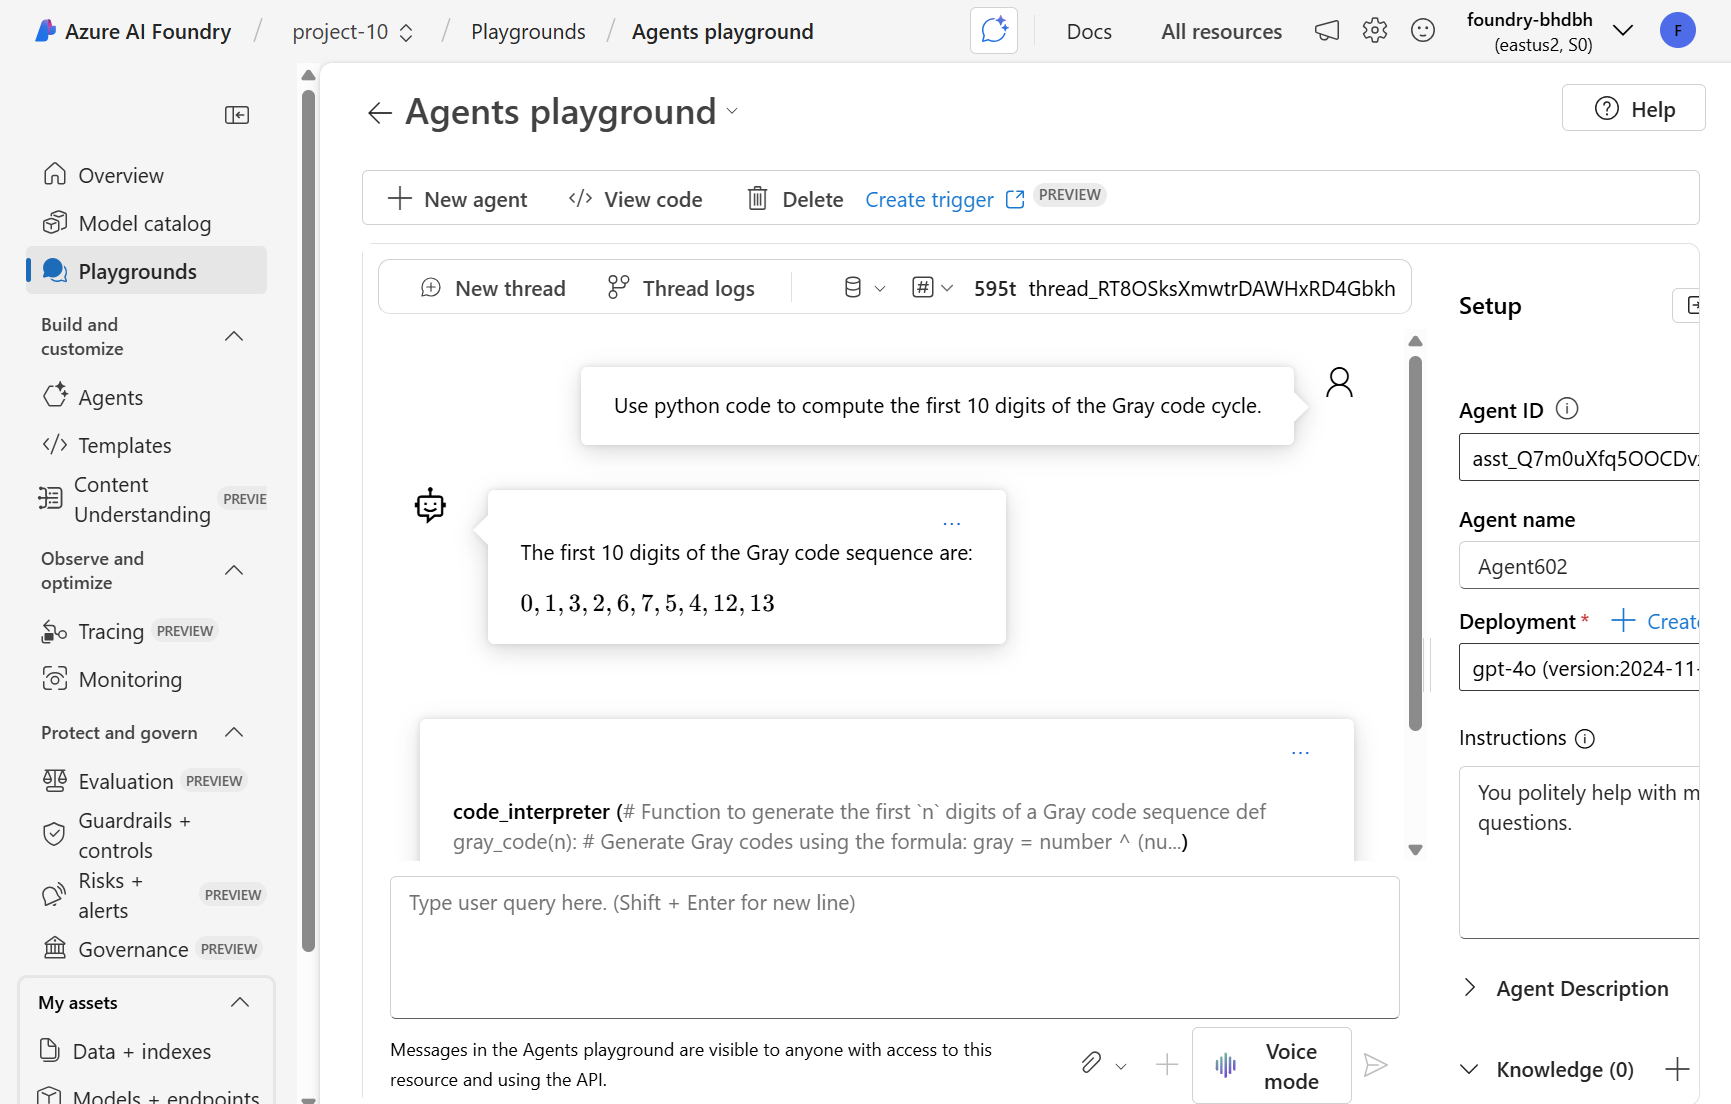 Azure AI Foundry / project-10 / Playgrounds / Agents playground
Docs
All resources
foundry-bhdbh
(eastus2, S0)
F
Overview
Model catalog
Playgrounds
Build and
customize
Agents
Templates
Content
Understanding
PREVIE
Observe and
optimize
Tracing PREVIEW
Monitoring
Protect and govern
Evaluation PREVIEW
Guardrails +
controls
Risks +
alerts
PREVIEW
Governance PREVIEW
My assets
Data + indexes
Models + endpoints
Agents playground
Help
New agent
View code
Delete
Create trigger PREVIEW
New thread
Thread logs
595t thread_RT8OSksXmwtrDAWHxRD4Gbkh
Use python code to compute the first 10 digits of the Gray code cycle.
...
The first 10 digits of the Gray code sequence are:
0, 1, 3, 2, 6, 7, 5, 4, 12, 13
...
code_interpreter (# Function to generate the first `n` digits of a Gray code sequence def
gray_code(n): # Generate Gray codes using the formula: gray = number ^ (nu...)
Type user query here. (Shift + Enter for new line)
Messages in the Agents playground are visible to anyone with access to this
resource and using the API.
Voice
mode
Setup
Agent ID
asst_Q7m0uXfq5OOCDv
Agent name
Agent602
Deployment * + Create
gpt-4o (version:2024-11-
Instructions
You politely help with m
questions.
Agent Description
Knowledge (0)